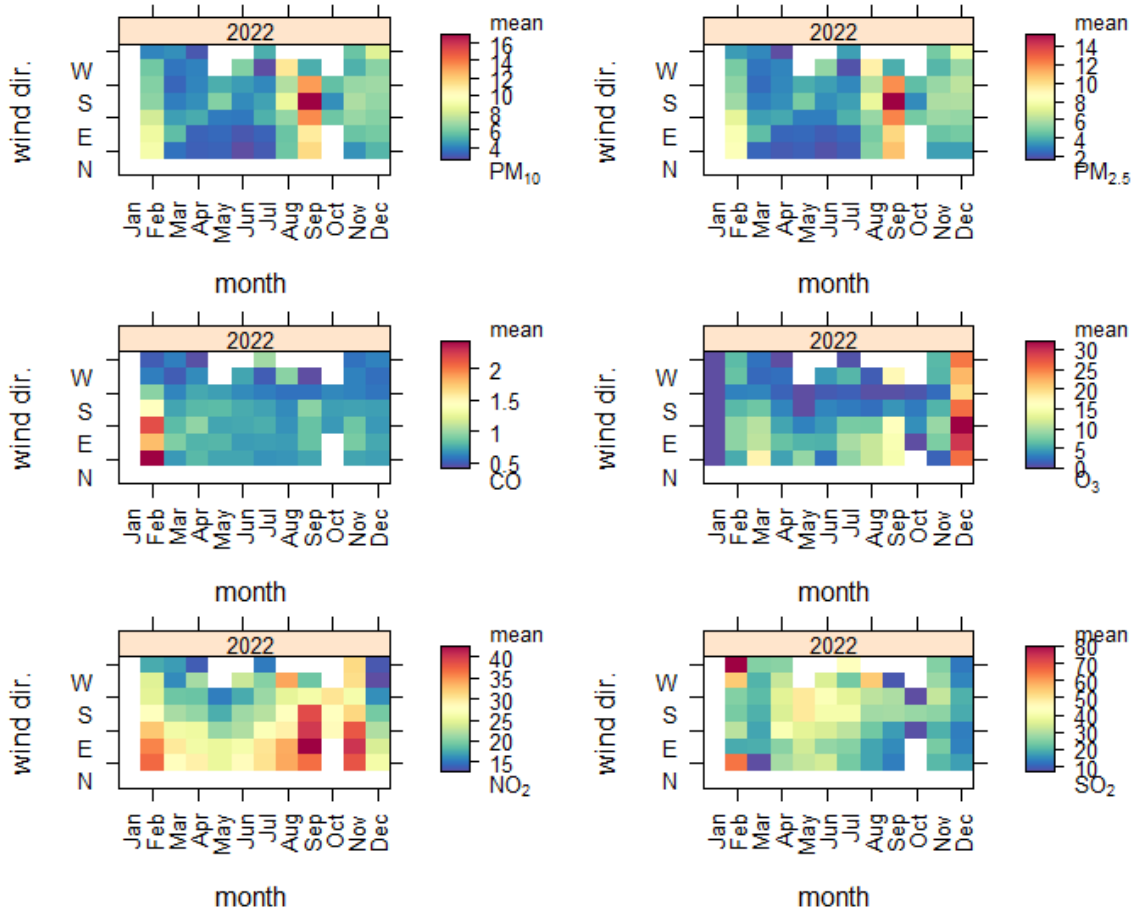 2022
wind dir.
W
S
E
N
Jan
Feb
Mar
Apr
May
Jun
Jul
Aug
Sep
Oct
Nov
Dec
month
mean
16
14
12
10
8
6
4
PM10
2022
wind dir.
W
S
E
N
Jan
Feb
Mar
Apr
May
Jun
Jul
Aug
Sep
Oct
Nov
Dec
month
mean
14
12
10
8
6
4
2
PM2.5
2022
wind dir.
W
S
E
N
Jan
Feb
Mar
Apr
May
Jun
Jul
Aug
Sep
Oct
Nov
Dec
month
mean
2
1.5
1
0.5
CO
2022
wind dir.
W
S
E
N
Jan
Feb
Mar
Apr
May
Jun
Jul
Aug
Sep
Oct
Nov
Dec
month
mean
30
25
20
15
10
5
0
O3
2022
wind dir.
W
S
E
N
Jan
Feb
Mar
Apr
May
Jun
Jul
Aug
Sep
Oct
Nov
Dec
month
mean
40
35
30
25
20
15
NO2
2022
wind dir.
W
S
E
N
Jan
Feb
Mar
Apr
May
Jun
Jul
Aug
Sep
Oct
Nov
Dec
month
mean
80
70
60
50
40
30
20
10
SO2